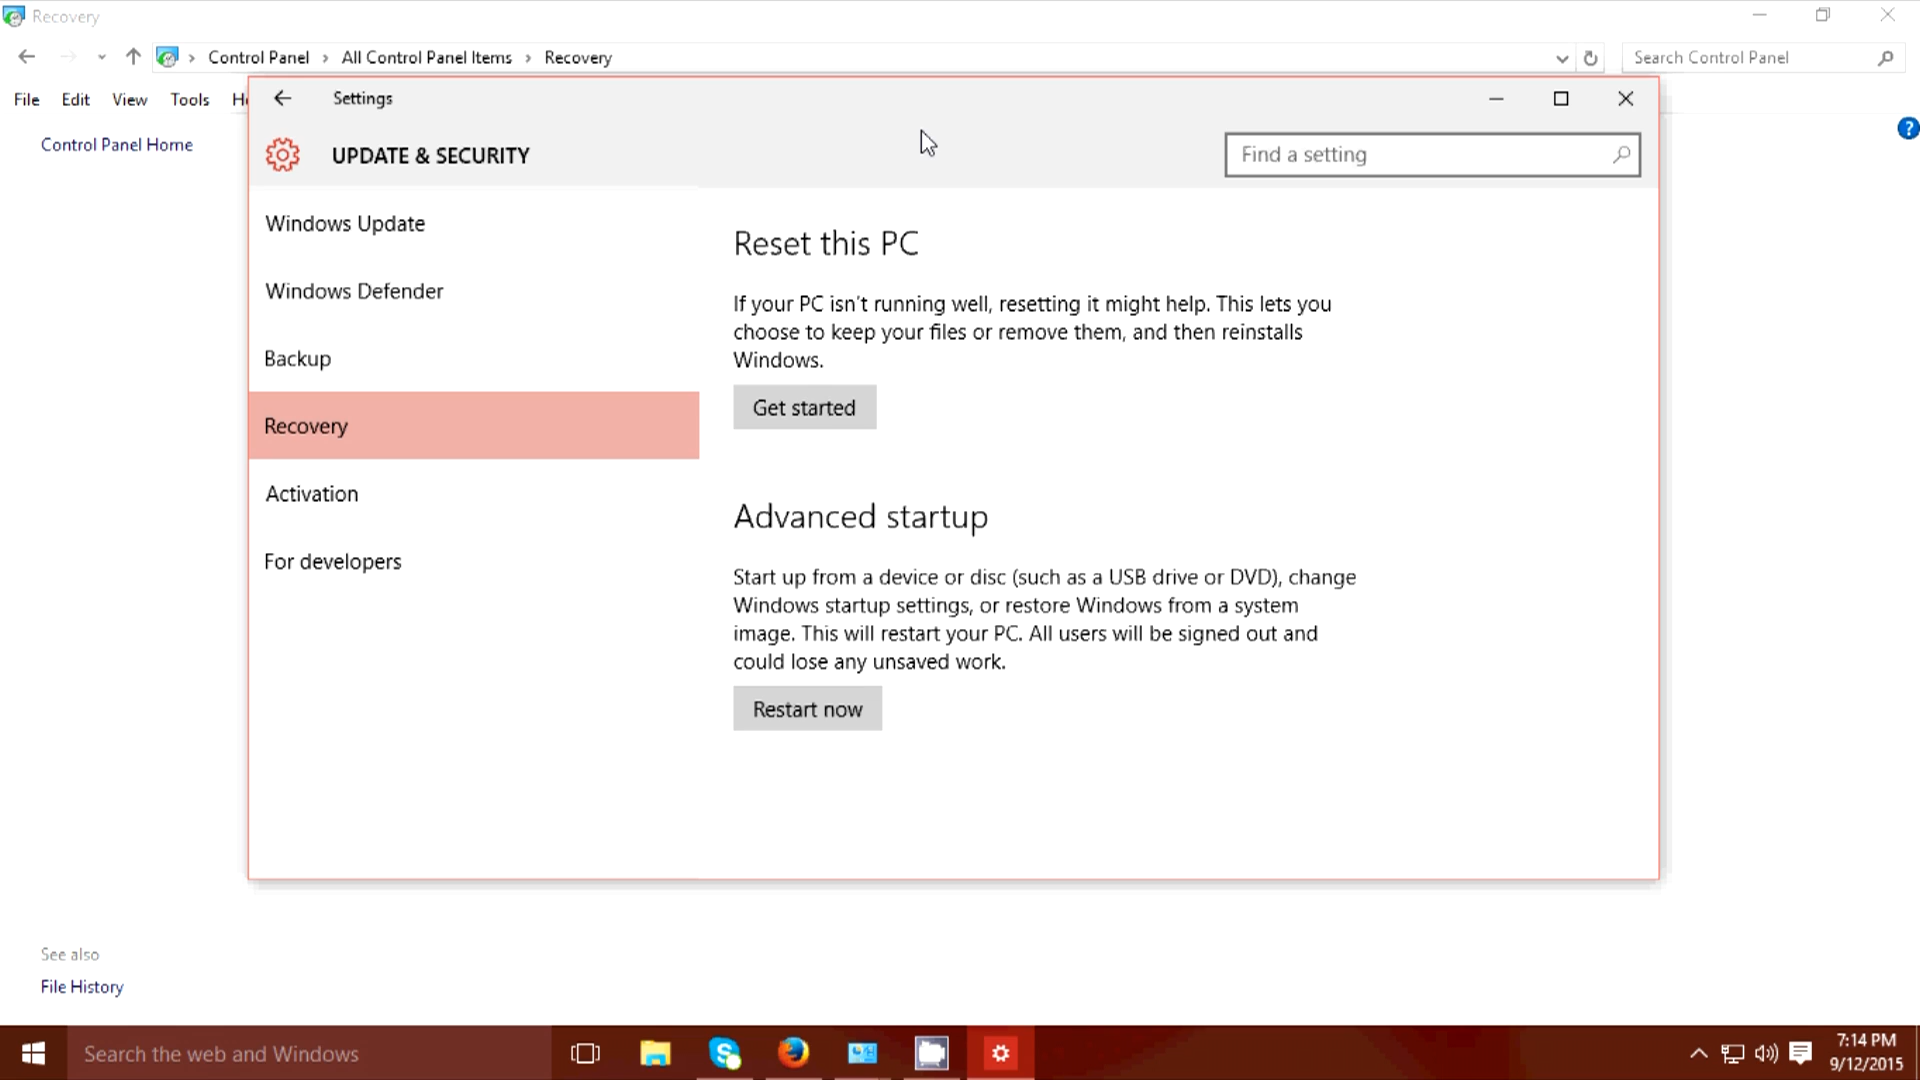 Recovery
Control Panel > All Control Panel Items > Recovery
Search Control Panel
File Edit View Tools
Control Panel Home
Settings
UPDATE & SECURITY
Find a setting
Windows Update
Windows Defender
Backup
Recovery
Activation
For developers
Reset this PC
If your PC isn't running well, resetting it might help. This lets you
choose to keep your files or remove them, and then reinstalls
Windows.
Get started
Advanced startup
Start up from a device or disc (such as a USB drive or DVD), change
Windows startup settings, or restore Windows from a system
image. This will restart your PC. All users will be signed out and
could lose any unsaved work.
Restart now
See also
File History
Search the web and Windows
7:14 PM
9/12/2015